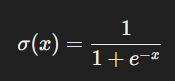 σ(x) = 1 / (1 + e^{-x})